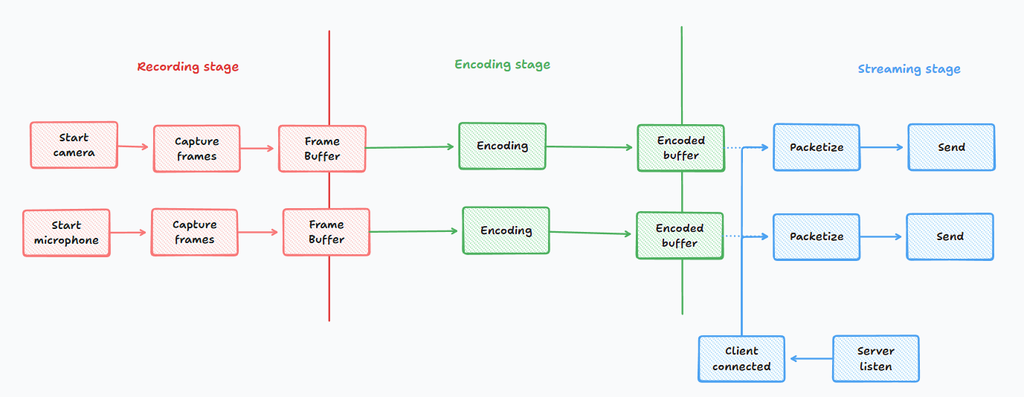 Recording stage
Encoding stage
Streaming stage
Start
camera
Capture
frames
Frame
Buffer
Encoding
Encoded
buffer
Packetize
Send
Start
microphone
Capture
frames
Frame
Buffer
Encoding
Encoded
buffer
Packetize
Send
Client
connected
Server
listen